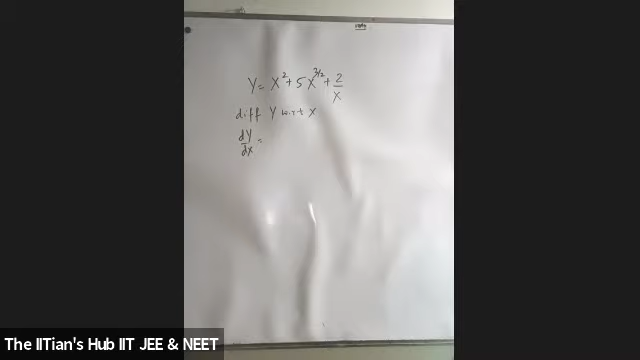 Y = X² + 5X^3/2 + 2/X
diff Y w.r.t X
dY/dX =
The IITian's Hub IIT JEE & NEET